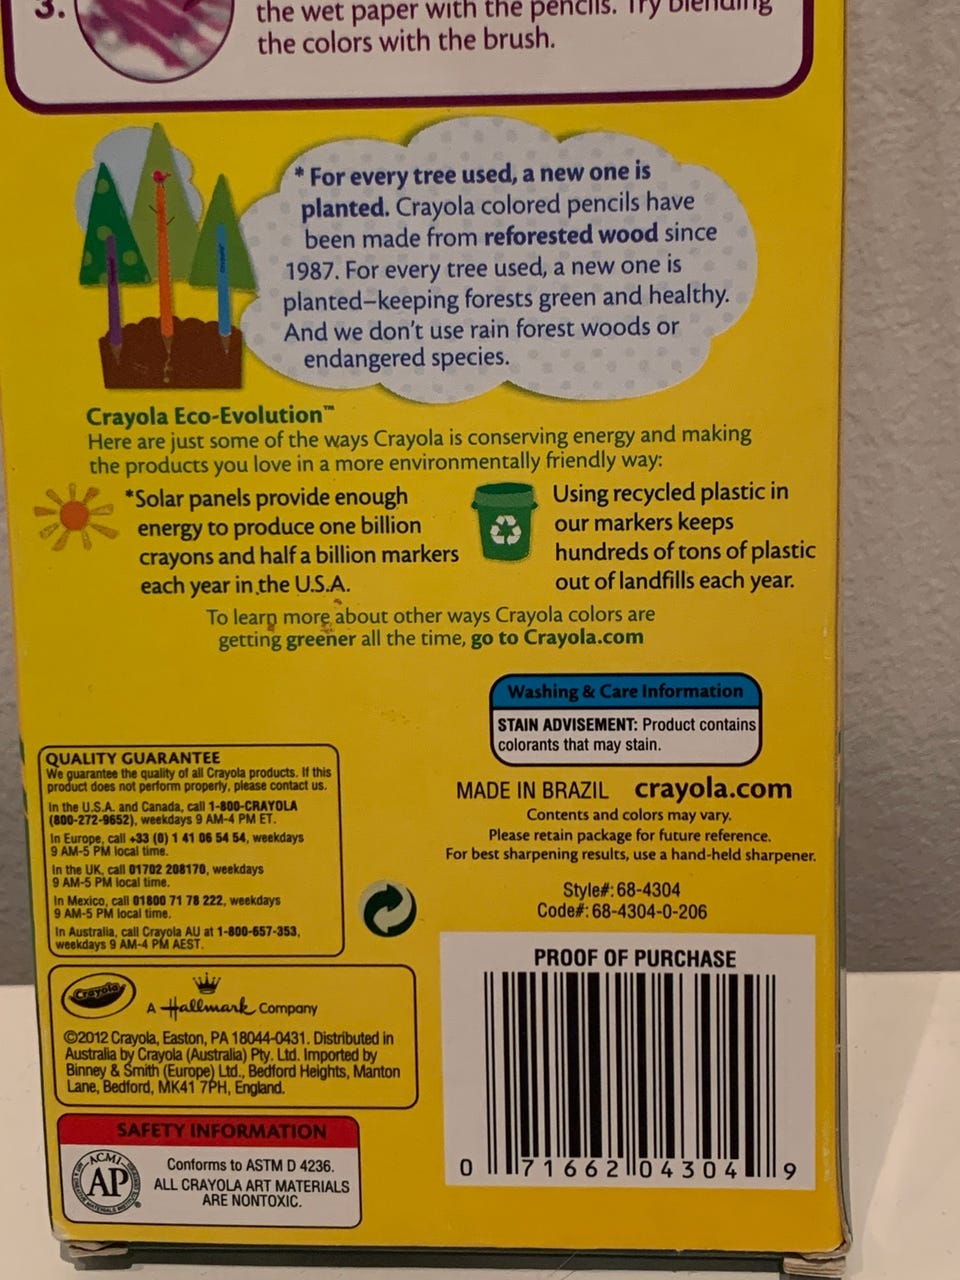 3.
the wet paper with the pencils. Try blending
the colors with the brush.
* For every tree used, a new one is
planted. Crayola colored pencils have
been made from reforested wood since
1987. For every tree used, a new one is
planted–keeping forests green and healthy.
And we don't use rain forest woods or
endangered species.
Crayola Eco-Evolution™
Here are just some of the ways Crayola is conserving energy and making
the products you love in a more environmentally friendly way:
*Solar panels provide enough
energy to produce one billion
crayons and half a billion markers
each year in the U.S.A.
Using recycled plastic in
our markers keeps
hundreds of tons of plastic
out of landfills each year.
To learn more about other ways Crayola colors are
getting greener all the time, go to Crayola.com
Washing & Care Information
STAIN ADVISEMENT: Product contains
colorants that may stain.
QUALITY GUARANTEE
We guarantee the quality of all Crayola products. If this
product does not perform properly, please contact us.
In the U.S.A. and Canada, call 1-800-CRAYOLA
(800-272-9652), weekdays 9 AM-4 PM ET.
In Europe, call +33 (0) 1 41 06 54 54, weekdays
9 AM-5 PM local time.
In the UK, call 01702 208170, weekdays
9 AM-5 PM local time.
In Mexico, call 01800 71 78 222, weekdays
9 AM-5 PM local time.
In Australia, call Crayola AU at 1-800-657-353,
weekdays 9 AM-4 PM AEST.
MADE IN BRAZIL crayola.com
Contents and colors may vary.
Please retain package for future reference.
For best sharpening results, use a hand-held sharpener.
Style#: 68-4304
Code#: 68-4304-0-206
PROOF OF PURCHASE
0 71662 04304 9
Crayola
A Hallmark Company
©2012 Crayola, Easton, PA 18044-0431. Distributed in
Australia by Crayola (Australia) Pty. Ltd. Imported by
Binney & Smith (Europe) Ltd., Bedford Heights, Manton
Lane, Bedford, MK41 7PH, England.
SAFETY INFORMATION
ACMI
AP
Conforms to ASTM D 4236.
ALL CRAYOLA ART MATERIALS
ARE NONTOXIC.